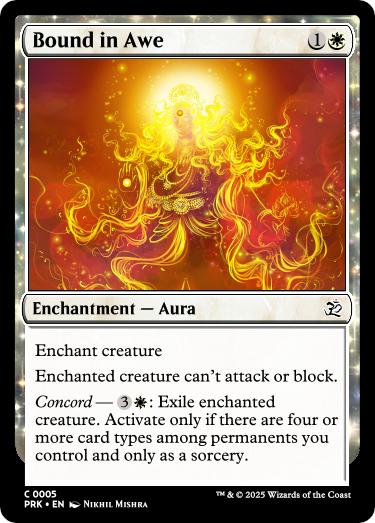 Bound in Awe 1
Enchantment — Aura
Enchant creature
Enchanted creature can't attack or block.
Concord — 3 : Exile enchanted
creature. Activate only if there are four or
more card types among permanents you
control and only as a sorcery.
C 0005
PRK • EN Nikhil Mishra
™ & © 2025 Wizards of the Coast